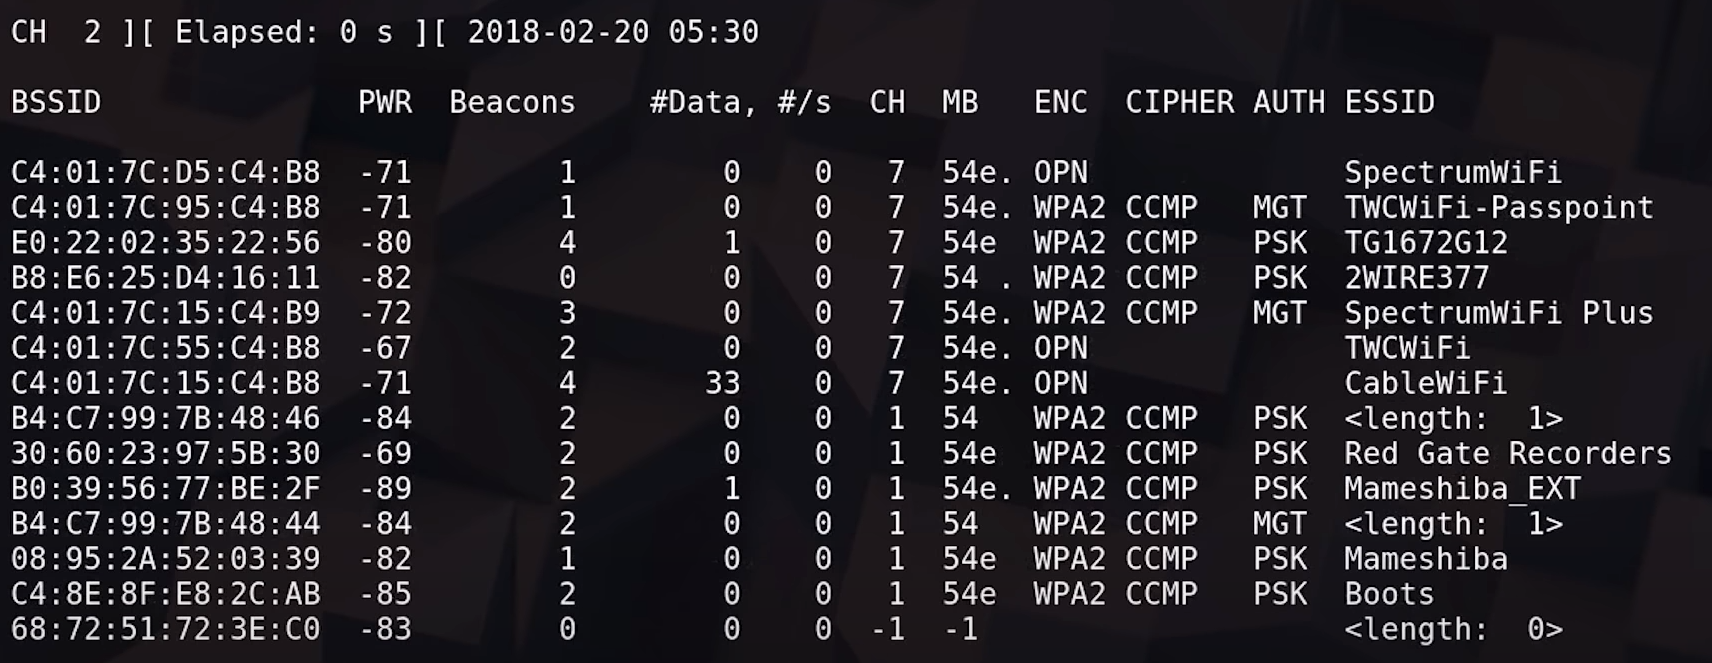 CH  2 ][ Elapsed: 0 s ][ 2018-02-20 05:30
BSSID              PWR  Beacons    #Data, #/s  CH  MB   ENC  CIPHER AUTH ESSID
C4:01:7C:D5:C4:B8  -71        1        0    0   7  54e. OPN              SpectrumWiFi
C4:01:7C:95:C4:B8  -71        1        0    0   7  54e. WPA2 CCMP   MGT  TWCWiFi-Passpoint
E0:22:02:35:22:56  -80        4        1    0   7  54e  WPA2 CCMP   PSK  TG1672G12
B8:E6:25:D4:16:11  -82        0        0    0   7  54 . WPA2 CCMP   PSK  2WIRE377
C4:01:7C:15:C4:B9  -72        3        0    0   7  54e. WPA2 CCMP   MGT  SpectrumWiFi Plus
C4:01:7C:55:C4:B8  -67        2        0    0   7  54e. OPN              TWCWiFi
C4:01:7C:15:C4:B8  -71        4       33    0   7  54e. OPN              CableWiFi
B4:C7:99:7B:48:46  -84        2        0    0   1  54   WPA2 CCMP   PSK  <length:  1>
30:60:23:97:5B:30  -69        2        0    0   1  54e  WPA2 CCMP   PSK  Red Gate Recorders
B0:39:56:77:BE:2F  -89        2        1    0   1  54e. WPA2 CCMP   PSK  Mameshiba_EXT
B4:C7:99:7B:48:44  -84        2        0    0   1  54   WPA2 CCMP   MGT  <length:  1>
08:95:2A:52:03:39  -82        1        0    0   1  54e  WPA2 CCMP   PSK  Mameshiba
C4:8E:8F:E8:2C:AB  -85        2        0    0   1  54e  WPA2 CCMP   PSK  Boots
68:72:51:72:3E:C0  -83        0        0    0  -1  -1                    <length:  0>